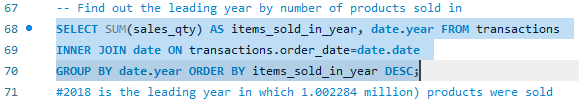 67 -- Find out the leading year by number of products sold in
68 SELECT SUM(sales_qty) AS items_sold_in_year, date.year FROM transactions
69 INNER JOIN date ON transactions.order_date=date.date
70 GROUP BY date.year ORDER BY items_sold_in_year DESC;
71 #2018 is the leading year in which 1.002284 million) products were sold